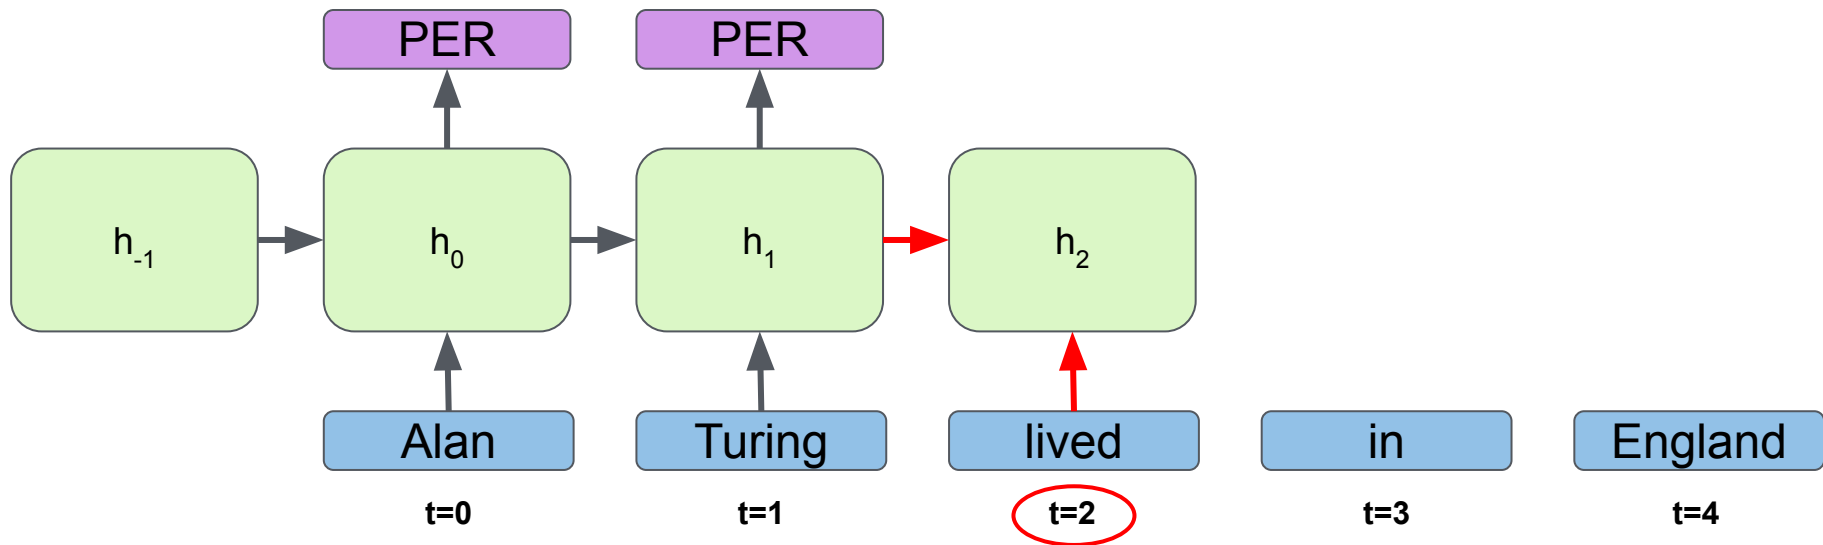 PER PER
h₋₁ h₀ h₁ h₂
Alan Turing lived in England
t=0 t=1 t=2 t=3 t=4